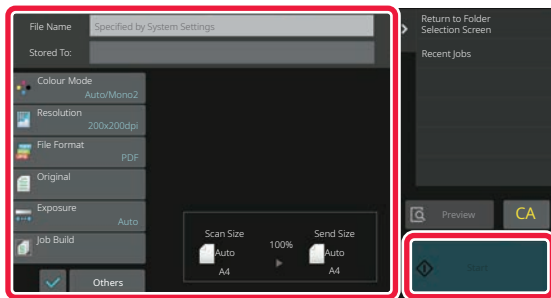 File Name
Specified by System Settings
Stored To:
Colour Mode
Auto/Mono2
Resolution
200x200dpi
File Format
PDF
Original
Exposure
Auto
Job Build
Others
Scan Size
Auto
A4
100%
Send Size
Auto
A4
Return to Folder
Selection Screen
Recent Jobs
Preview
CA
Start